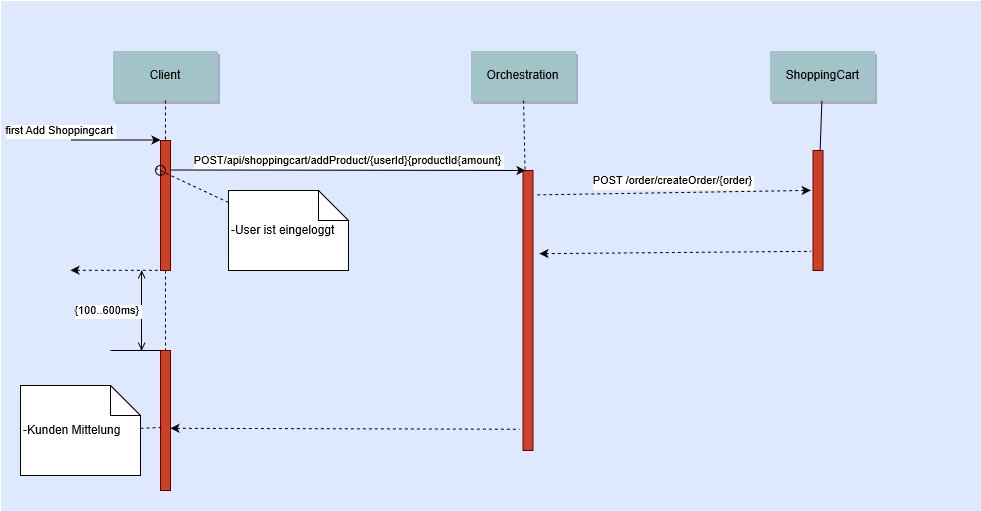 Client
Orchestration
ShoppingCart
first Add Shoppingcart
POST/api/shoppingcart/addProduct/{userId}{productId{amount}
POST /order/createOrder/{order}
-User ist eingeloggt
{100..600ms}
-Kunden Mittelung